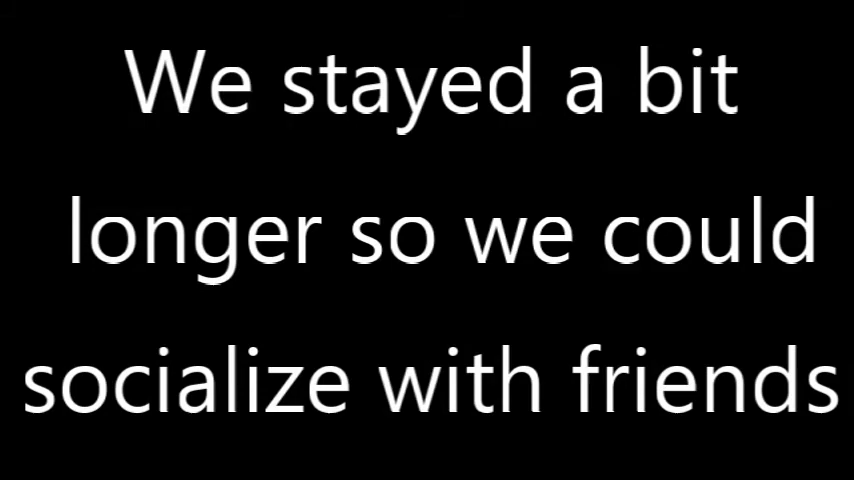 We stayed a bit
longer so we could
socialize with friends